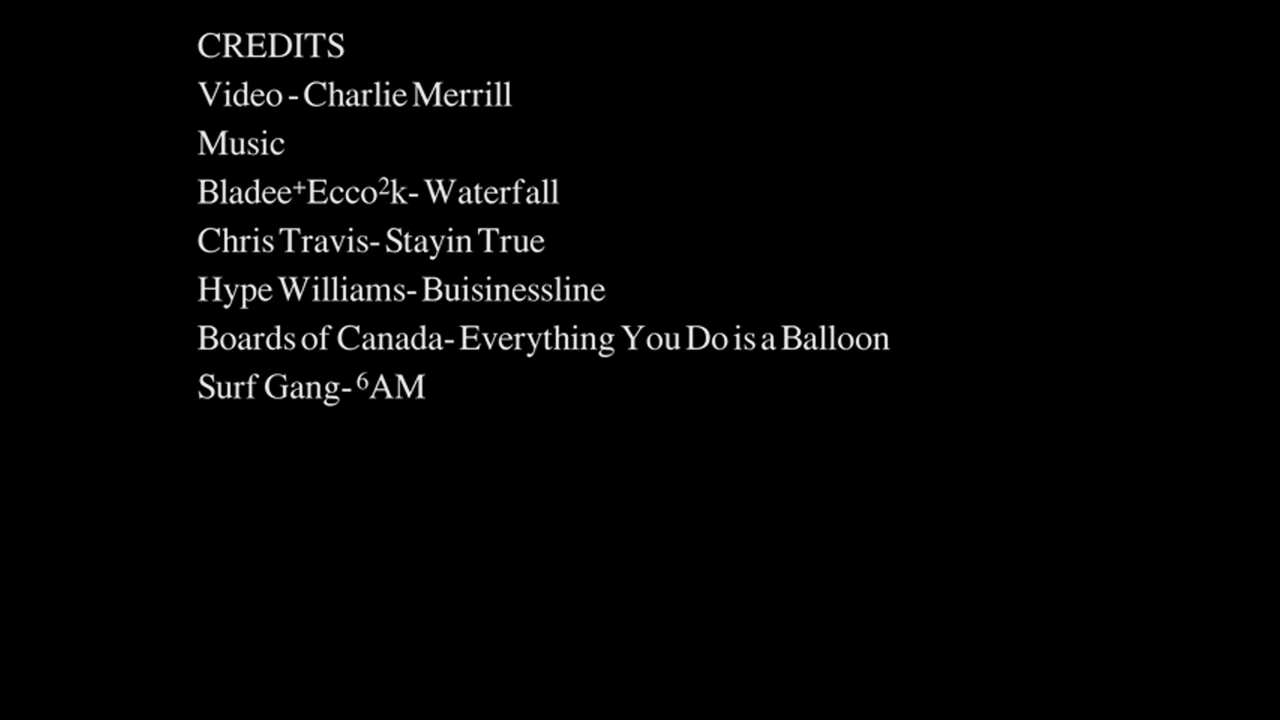 CREDITS
Video - Charlie Merrill
Music
Bladee⁺Ecco²k- Waterfall
Chris Travis- Stayin True
Hype Williams- Buisinessline
Boards of Canada- Everything You Do is a Balloon
Surf Gang- ⁶AM